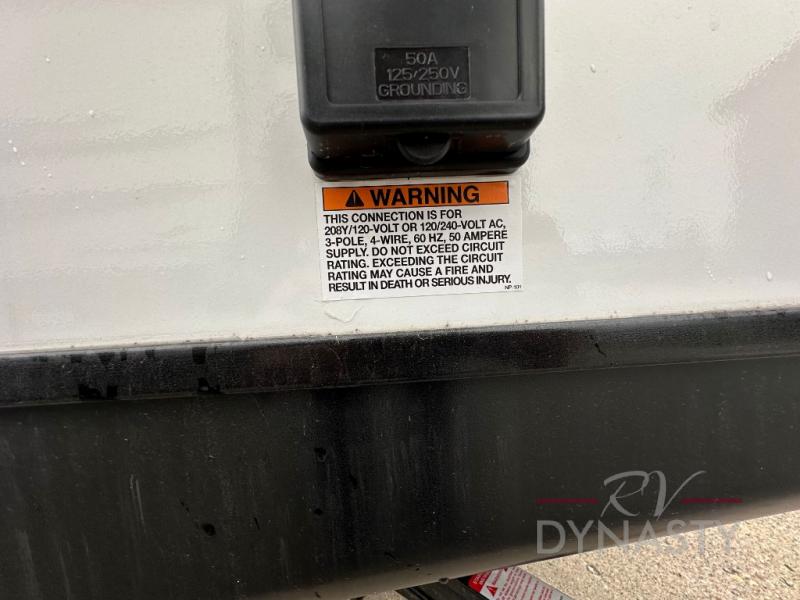 50A
125/250V
GROUNDING
⚠ WARNING
THIS CONNECTION IS FOR
208Y/120-VOLT OR 120/240-VOLT AC,
3-POLE, 4-WIRE, 60 HZ, 50 AMPERE
SUPPLY. DO NOT EXCEED CIRCUIT
RATING. EXCEEDING THE CIRCUIT
RATING MAY CAUSE A FIRE AND
RESULT IN DEATH OR SERIOUS INJURY.
RV
DYNASTY